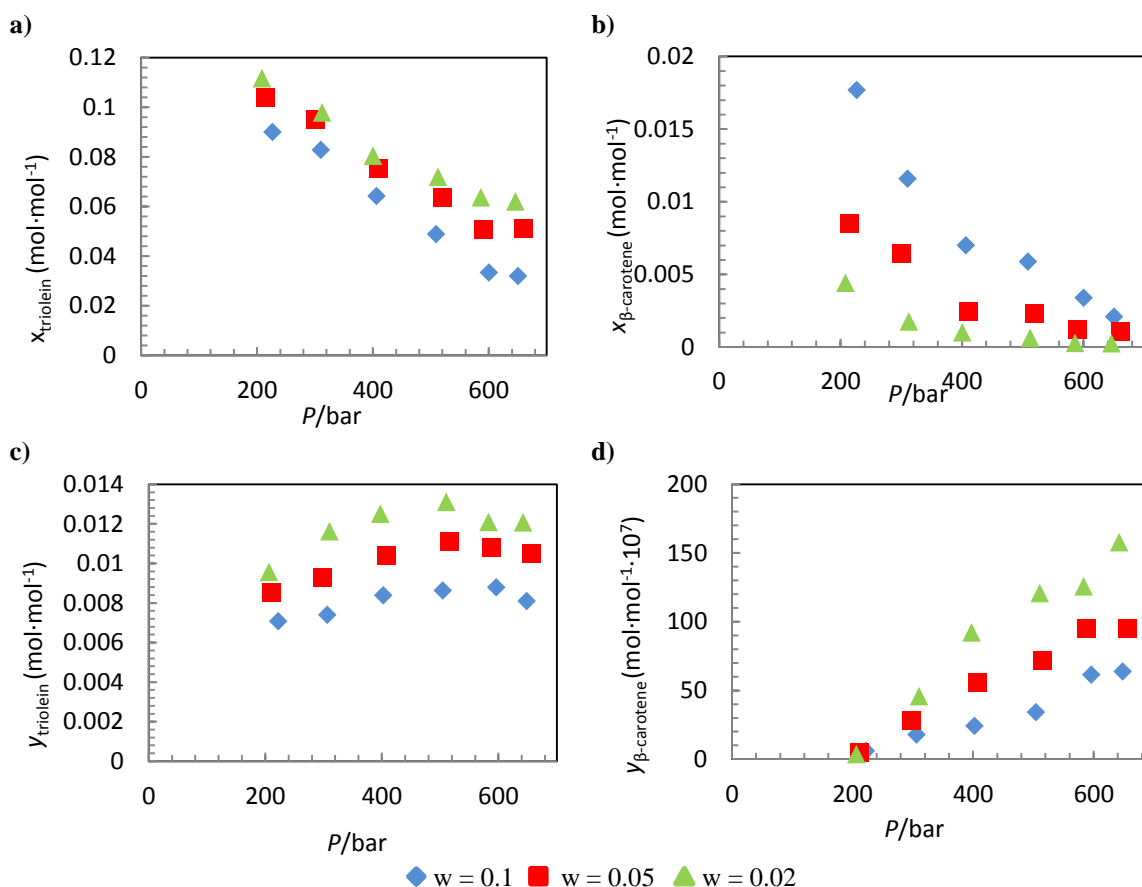 a)
0.12
0.1
0.08
0.06
0.04
0.02
0
x_triolein (mol·mol⁻¹)
0 200 400 600
P/bar
b)
0.02
0.015
0.01
0.005
0
x_β-carotene (mol·mol⁻¹)
0 200 400 600
P/bar
c)
0.014
0.012
0.01
0.008
0.006
0.004
0.002
0
y_triolein (mol·mol⁻¹)
0 200 400 600
P/bar
d)
200
150
100
50
0
y_β-carotene (mol·mol⁻¹·10⁷)
0 200 400 600
P/bar
w = 0.1 w = 0.05 w = 0.02